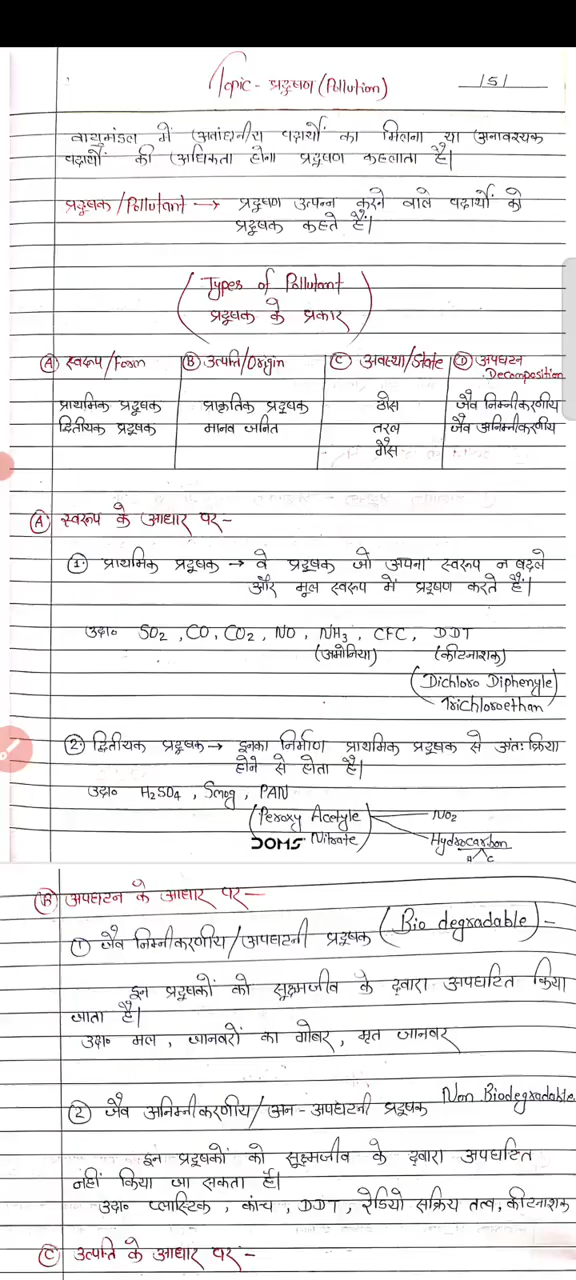 Topic - प्रदूषण (Pollution)
151
वायुमंडल में अवांछनीय पदार्थो का मिलना या अनावश्यक
पदार्थों की अधिकता होना प्रदूषण कहलाता है|
प्रदूषक/Pollutant → प्रदूषण उत्पन्न करने वाले पदार्थों को
प्रदूषक कहते हैं|
Types of Pollutant
प्रदूषक के प्रकार
Ⓐ स्वरूप/Form Ⓑ उत्पत्ति/Origin Ⓒ अवस्था/State Ⓓ अपघटन
Decomposition
प्राथमिक प्रदूषक प्राकृतिक प्रदूषक ठोस जैव निम्नीकरणीय
द्वितीयक प्रदूषक मानव जनित तरल जैव अनिम्नीकरणीय
गैस
Ⓐ स्वरूप के आधार पर -
① प्राथमिक प्रदूषक → वे प्रदूषक जो अपना स्वरूप न बदले
और मूल स्वरूप में प्रदूषण करते हैं|
उदा० SO₂, CO, CO₂, NO, NH₃, CFC, DDT
(अमोनिया) (कीटनाशक)
(Dichloro Diphenyle
Trichloroethan)
② द्वितीयक प्रदूषक → इनका निर्माण प्राथमिक प्रदूषक से अंतःक्रिया
होने से होता है|
उदा० H₂SO₄, Smog, PAN
(Peroxy Acetyle NO₂
DOMS Nitrate) Hydrocarbon
H C
Ⓑ अपघटन के आधार पर —
① जैव निम्नीकरणीय/अपघटनी प्रदूषक (Bio degradable) -
इन प्रदूषकों को सूक्ष्मजीव के द्वारा अपघटित किया
जाता है|
उदा० मल, जानवरों का गोबर, मृत जानवर
② जैव अनिम्नीकरणीय/अन-अपघटनी प्रदूषक Non Biodegradable
इन प्रदूषकों को सूक्ष्मजीव के द्वारा अपघटित
नहीं किया जा सकता है|
उदा० प्लास्टिक, कांच, DDT, रेडियो सक्रिय तत्व, कीटनाशक
Ⓒ उत्पत्ति के आधार पर -